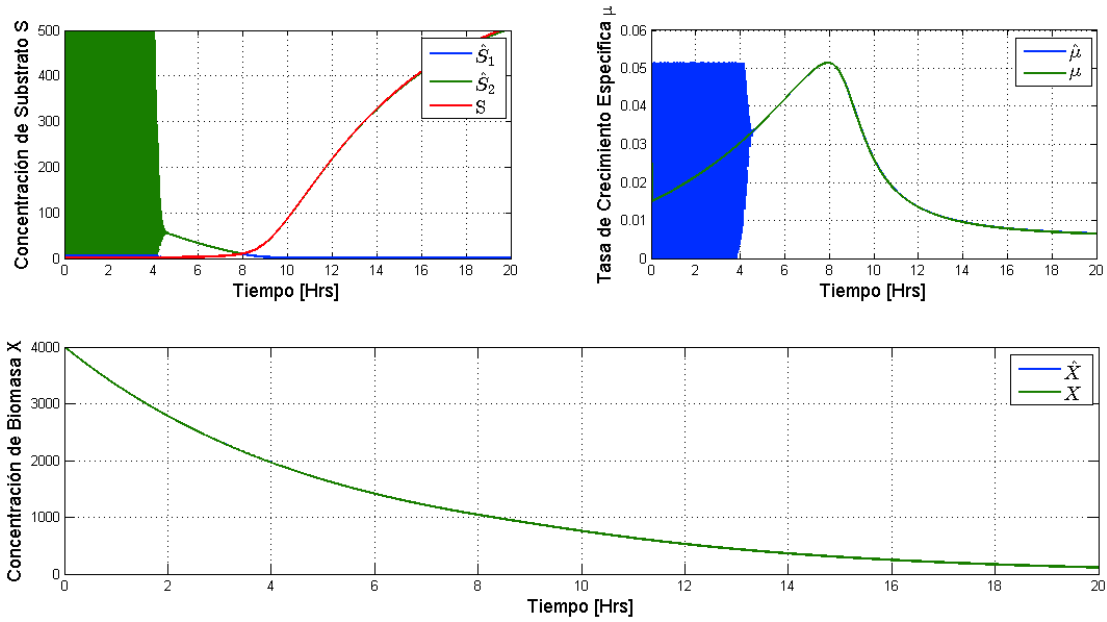 Concentración de Substrato S
500
400
300
200
100
0
0 2 4 6 8 10 12 14 16 18 20
Tiempo [Hrs]
Ŝ1
Ŝ2
S
Tasa de Crecimiento Especifica μ
0.06
0.05
0.04
0.03
0.02
0.01
0
0 2 4 6 8 10 12 14 16 18 20
Tiempo [Hrs]
μ̂
μ
Concentración de Biomasa X
4000
3000
2000
1000
0
0 2 4 6 8 10 12 14 16 18 20
Tiempo [Hrs]
X̂
X